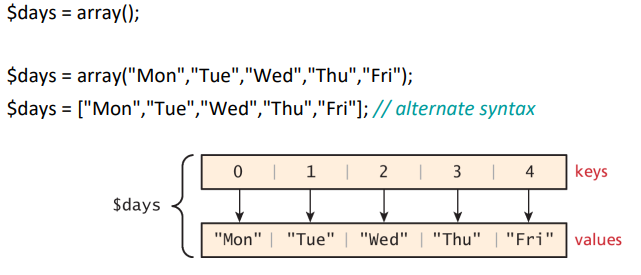 $days = array();
$days = array("Mon","Tue","Wed","Thu","Fri");
$days = ["Mon","Tue","Wed","Thu","Fri"]; // alternate syntax
0 | 1 | 2 | 3 | 4 keys
$days
"Mon" | "Tue" | "Wed" | "Thu" | "Fri" values